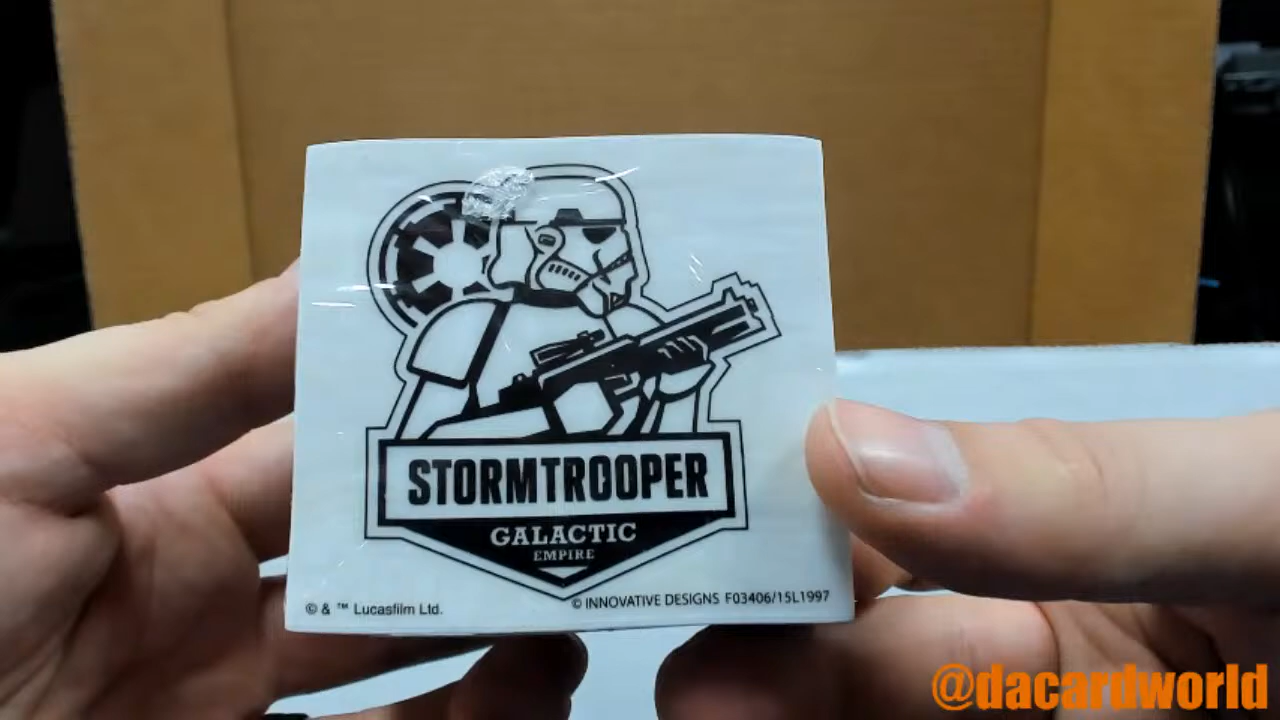 STORMTROOPER
GALACTIC
EMPIRE
© & ™ Lucasfilm Ltd.
© INNOVATIVE DESIGNS F03406/15L1997
@dacardworld